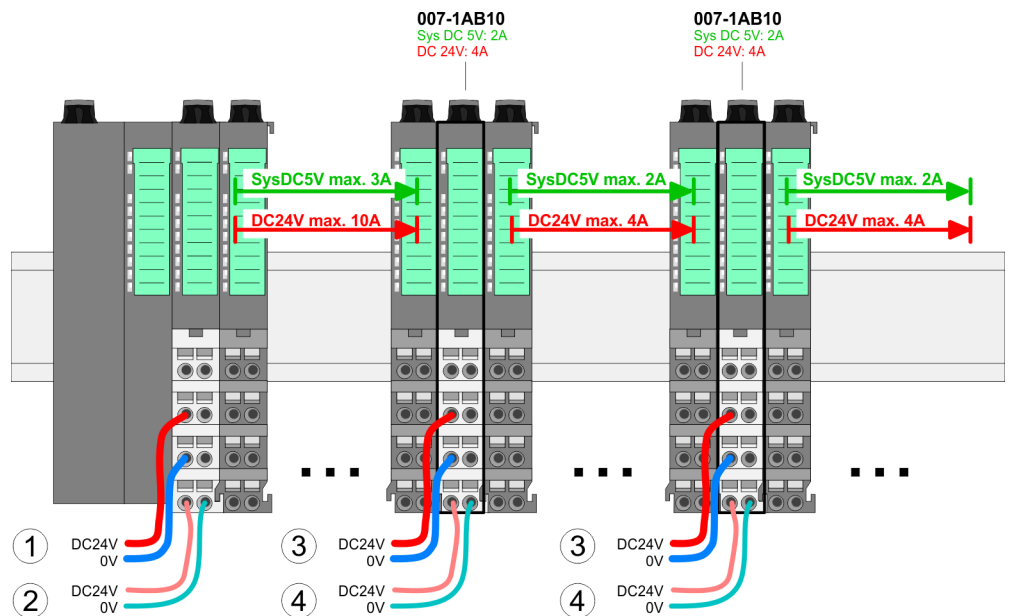 007-1AB10
Sys DC 5V: 2A
DC 24V: 4A
007-1AB10
Sys DC 5V: 2A
DC 24V: 4A
SysDC5V max. 3A
SysDC5V max. 2A
SysDC5V max. 2A
DC24V max. 10A
DC24V max. 4A
DC24V max. 4A
1
DC24V
0V
3
DC24V
0V
3
DC24V
0V
2
DC24V
0V
4
DC24V
0V
4
DC24V
0V